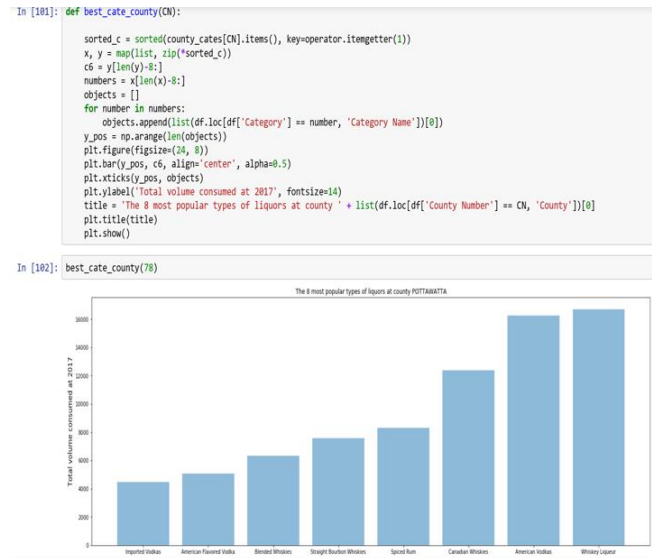 In [101]: def best_cate_county(CN):
sorted_c = sorted(county_cates[CN].items(), key=operator.itemgetter(1))
x, y = map(list, zip(*sorted_c))
c6 = y[len(y)-8:]
numbers = x[len(x)-8:]
objects = []
for number in numbers:
objects.append(list(df.loc[df['Category'] == number, 'Category Name'])[0])
y_pos = np.arange(len(objects))
plt.figure(figsize=(24, 8))
plt.bar(y_pos, c6, align='center', alpha=0.5)
plt.xticks(y_pos, objects)
plt.ylabel('Total volume consumed at 2017', fontsize=14)
title = 'The 8 most popular types of liquors at county ' + list(df.loc[df['County Number'] == CN, 'County'])[0]
plt.title(title)
plt.show()
In [102]: best_cate_county(78)
The 8 most popular types of liquors at county POTTAWATTA
Total volume consumed at 2017
16000
14000
12000
10000
8000
6000
4000
2000
0
Imported Vodkas American Flavored Vodka Blended Whiskies Straight Bourbon Whiskies Spiced Rum Canadian Whiskies American Vodkas Whiskey Liqueur